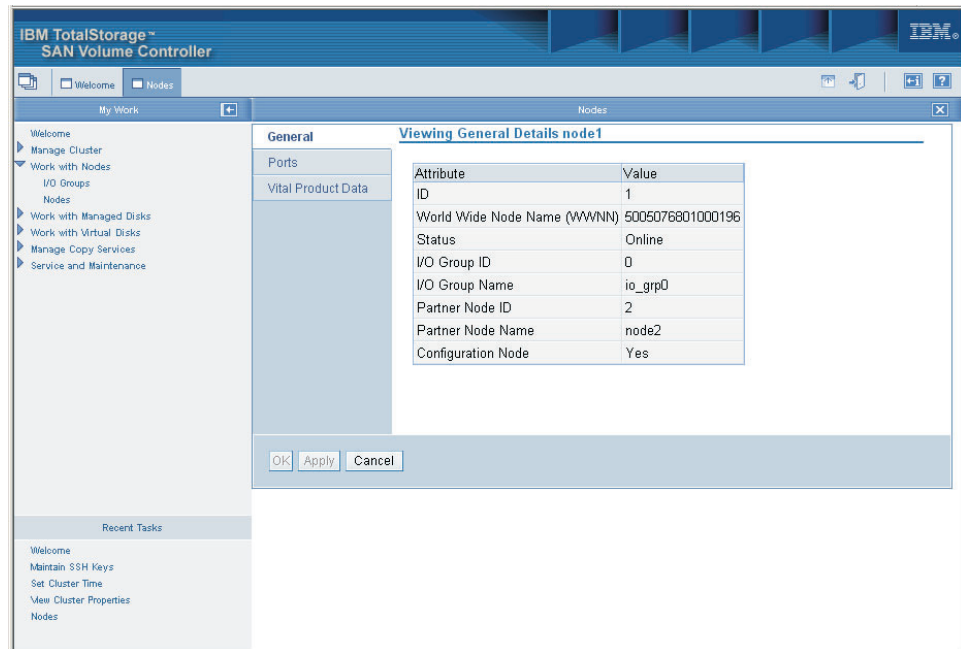 IBM TotalStorage™
SAN Volume Controller
IBM®
Welcome
Nodes
?
My Work
Nodes
Welcome
Manage Cluster
Work with Nodes
I/O Groups
Nodes
Work with Managed Disks
Work with Virtual Disks
Manage Copy Services
Service and Maintenance
General
Ports
Vital Product Data
Viewing General Details node1
Attribute Value
ID 1
World Wide Node Name (WWNN) 5005076801000196
Status Online
I/O Group ID 0
I/O Group Name io_grp0
Partner Node ID 2
Partner Node Name node2
Configuration Node Yes
OK Apply Cancel
Recent Tasks
Welcome
Maintain SSH Keys
Set Cluster Time
View Cluster Properties
Nodes